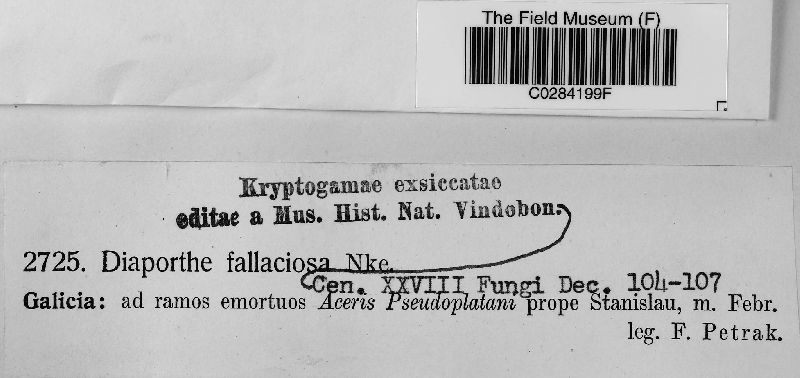 The Field Museum (F)
C0284199F
Kryptogamae exsiccatae
editae a Mus. Hist. Nat. Vindobon.
2725. Diaporthe fallaciosa Nke.
Cen. XXVIII Fungi Dec. 104-107
Galicia: ad ramos emortuos Aceris Pseudoplatani prope Stanislau, m. Febr.
leg. F. Petrak.